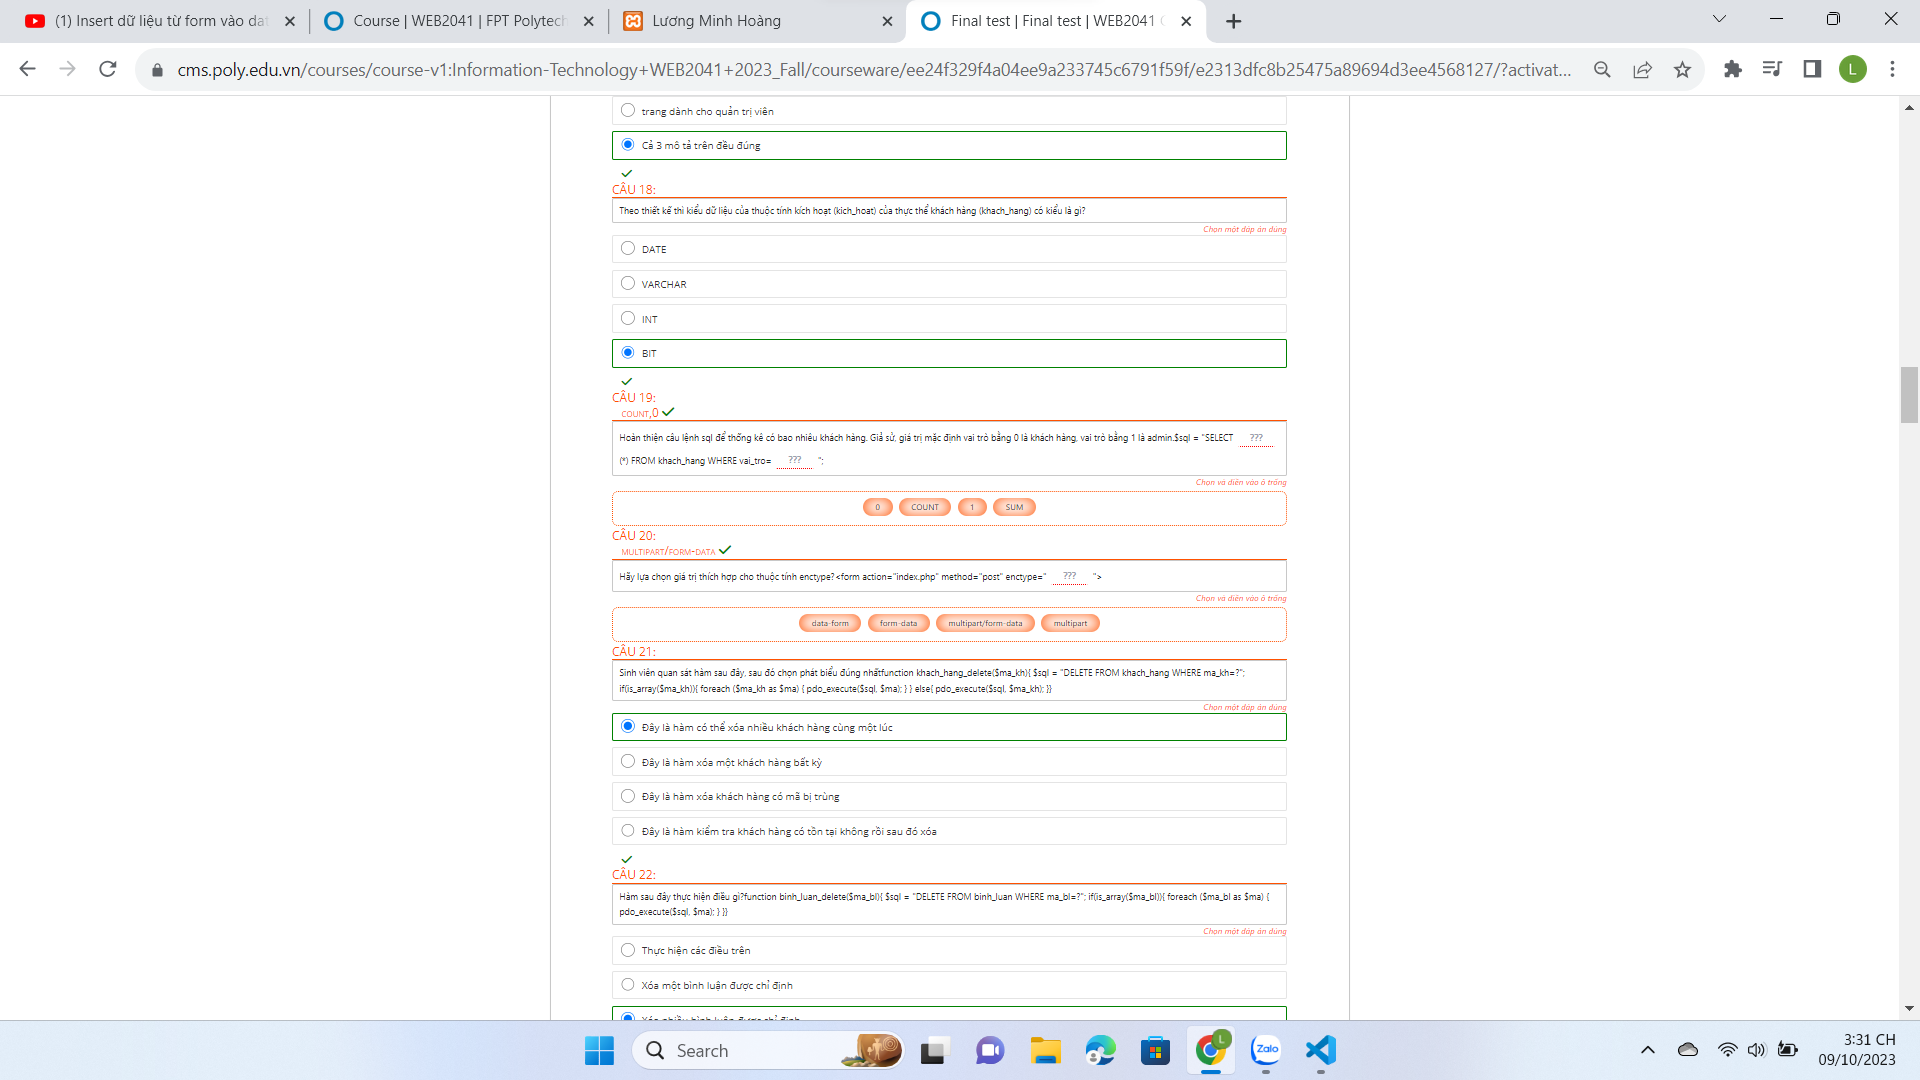 (1) Insert dữ liệu từ form vào da
Course | WEB2041 | FPT Polytech
Lương Minh Hoàng
Final test | Final test | WEB2041
cms.poly.edu.vn/courses/course-v1:Information-Technology+WEB2041+2023_Fall/courseware/ee24f329f4a04ee9a233745c6791f59f/e2313dfc8b25475a89694d3ee4568127/?activat...
L
trang dành cho quản trị viên
Cả 3 mô tả trên đều đúng
CÂU 18:
Theo thiết kế thì kiểu dữ liệu của thuộc tính kích hoạt (kich_hoat) của thực thể khách hàng (khach_hang) có kiểu là gì?
Chọn một đáp án đúng
DATE
VARCHAR
INT
BIT
CÂU 19:
COUNT,0
Hoàn thiện câu lệnh sql để thống kê có bao nhiêu khách hàng. Giả sử, giá trị mặc định vai trò bằng 0 là khách hàng, vai trò bằng 1 là admin.$sql = "SELECT ???
(*) FROM khach_hang WHERE vai_tro= ??? ";
Chọn và điền vào ô trống
0 COUNT 1 SUM
CÂU 20:
MULTIPART/FORM-DATA
Hãy lựa chọn giá trị thích hợp cho thuộc tính enctype?<form action="index.php" method="post" enctype=" ??? ">
Chọn và điền vào ô trống
data-form form-data multipart/form-data multipart
CÂU 21:
Sinh viên quan sát hàm sau đây, sau đó chọn phát biểu đúng nhấtfunction khach_hang_delete($ma_kh){ $sql = "DELETE FROM khach_hang WHERE ma_kh=?";
if(is_array($ma_kh)){ foreach ($ma_kh as $ma) { pdo_execute($sql, $ma); } } else{ pdo_execute($sql, $ma_kh); }}
Chọn một đáp án đúng
Đây là hàm có thể xóa nhiều khách hàng cùng một lúc
Đây là hàm xóa một khách hàng bất kỳ
Đây là hàm xóa khách hàng có mã bị trùng
Đây là hàm kiểm tra khách hàng có tồn tại không rồi sau đó xóa
CÂU 22:
Hàm sau đây thực hiện điều gì?function binh_luan_delete($ma_bl){ $sql = "DELETE FROM binh_luan WHERE ma_bl=?"; if(is_array($ma_bl)){ foreach ($ma_bl as $ma) {
pdo_execute($sql, $ma); } }}
Chọn một đáp án đúng
Thực hiện các điều trên
Xóa một bình luận được chỉ định
Xóa nhiều bình luận được chỉ định
Search
L
Zalo
3:31 CH
09/10/2023